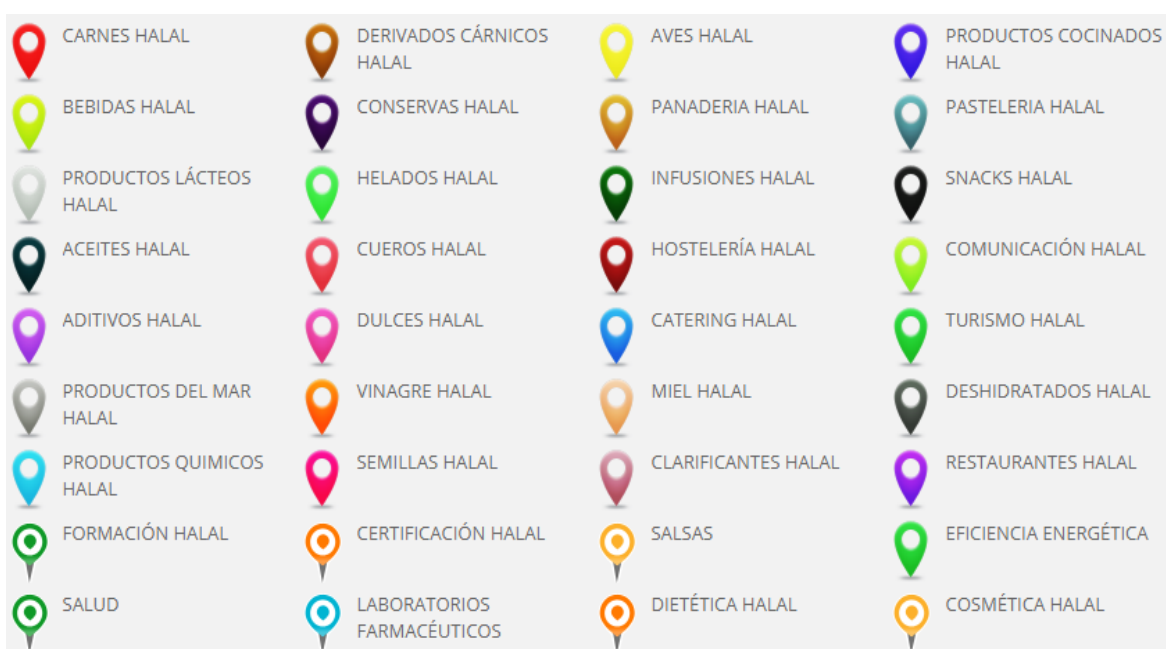 CARNES HALAL
DERIVADOS CÁRNICOS
HALAL
AVES HALAL
PRODUCTOS COCINADOS
HALAL
BEBIDAS HALAL
CONSERVAS HALAL
PANADERIA HALAL
PASTELERIA HALAL
PRODUCTOS LÁCTEOS
HALAL
HELADOS HALAL
INFUSIONES HALAL
SNACKS HALAL
ACEITES HALAL
CUEROS HALAL
HOSTELERÍA HALAL
COMUNICACIÓN HALAL
ADITIVOS HALAL
DULCES HALAL
CATERING HALAL
TURISMO HALAL
PRODUCTOS DEL MAR
HALAL
VINAGRE HALAL
MIEL HALAL
DESHIDRATADOS HALAL
PRODUCTOS QUIMICOS
HALAL
SEMILLAS HALAL
CLARIFICANTES HALAL
RESTAURANTES HALAL
FORMACIÓN HALAL
CERTIFICACIÓN HALAL
SALSAS
EFICIENCIA ENERGÉTICA
SALUD
LABORATORIOS
FARMACÉUTICOS
DIETÉTICA HALAL
COSMÉTICA HALAL